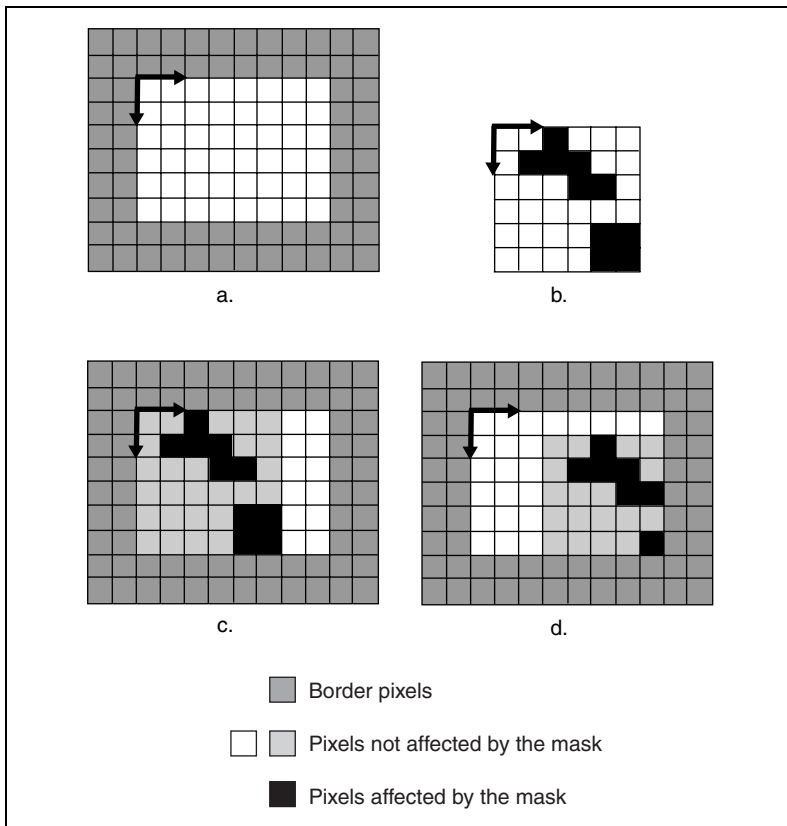 a.
b.
c.
d.
Border pixels
Pixels not affected by the mask
Pixels affected by the mask